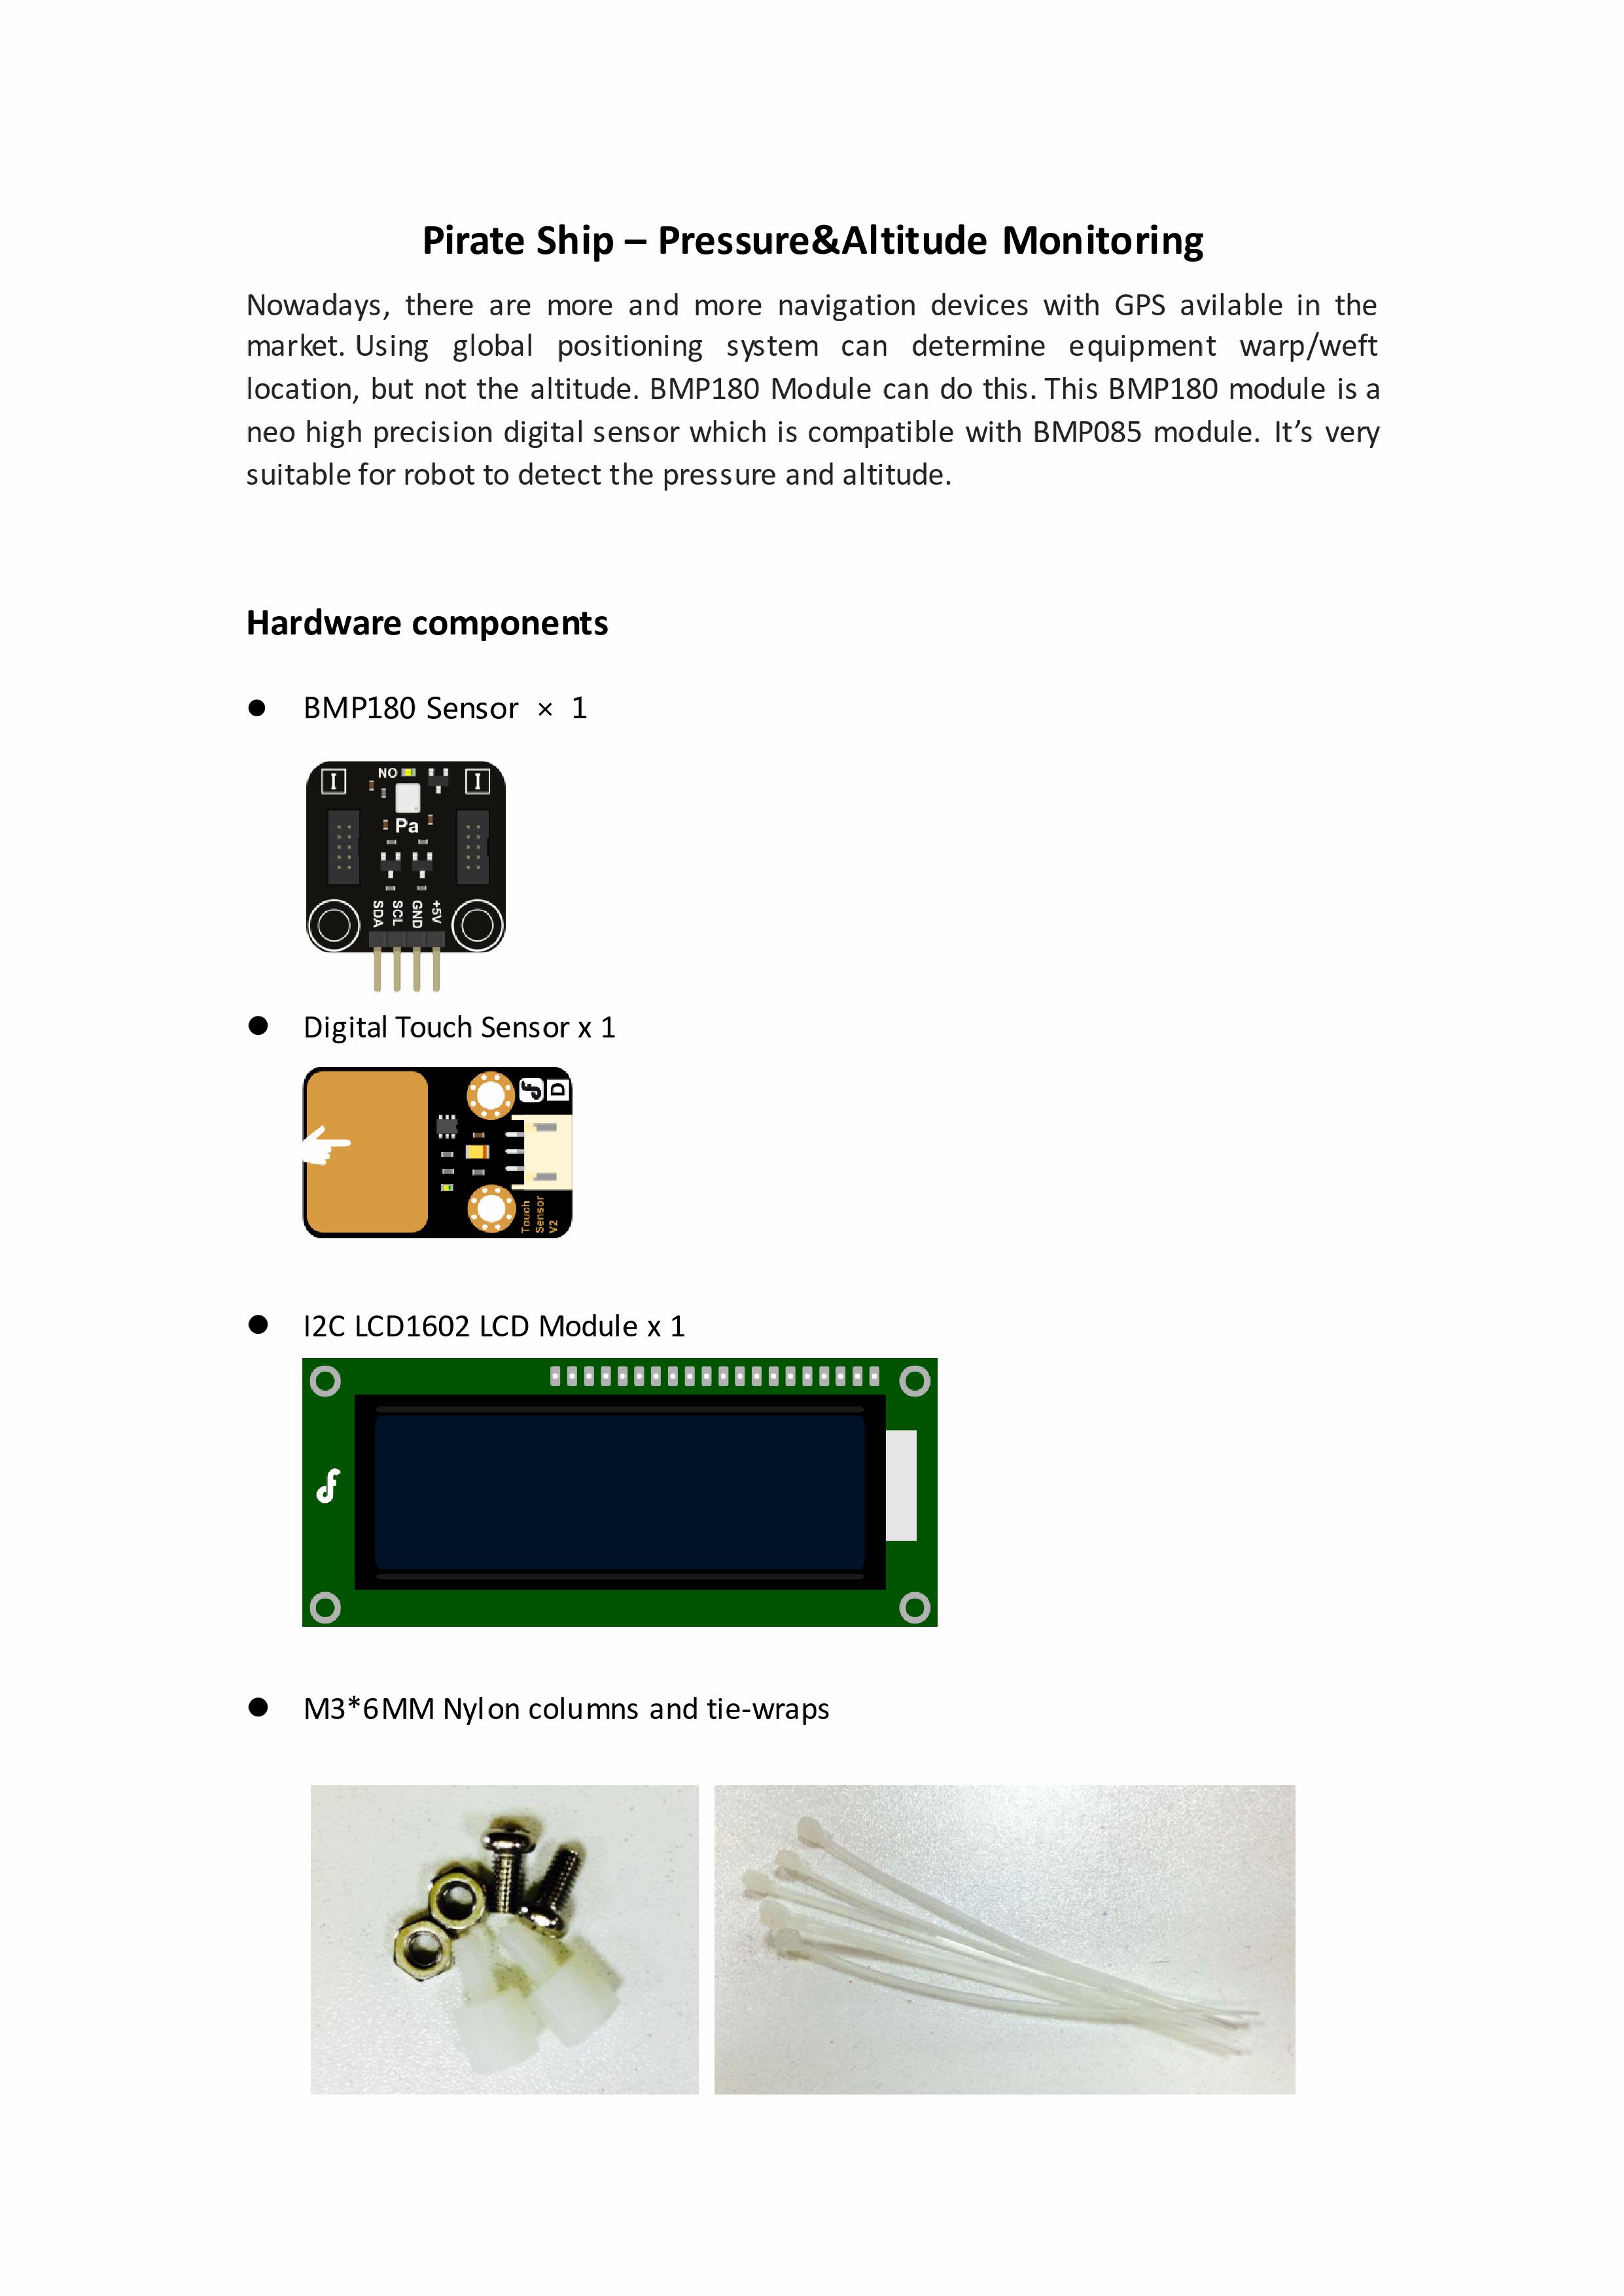 Pirate Ship – Pressure&Altitude Monitoring
Nowadays, there are more and more navigation devices with GPS avilable in the
market. Using global positioning system can determine equipment warp/weft
location, but not the altitude. BMP180 Module can do this. This BMP180 module is a
neo high precision digital sensor which is compatible with BMP085 module. It’s very
suitable for robot to detect the pressure and altitude.
Hardware components
● BMP180 Sensor × 1
I NO I
Pa
SDA SCL GND +5V
● Digital Touch Sensor x 1
D
Touch
Sensor
V2
● I2C LCD1602 LCD Module x 1
● M3*6MM Nylon columns and tie-wraps